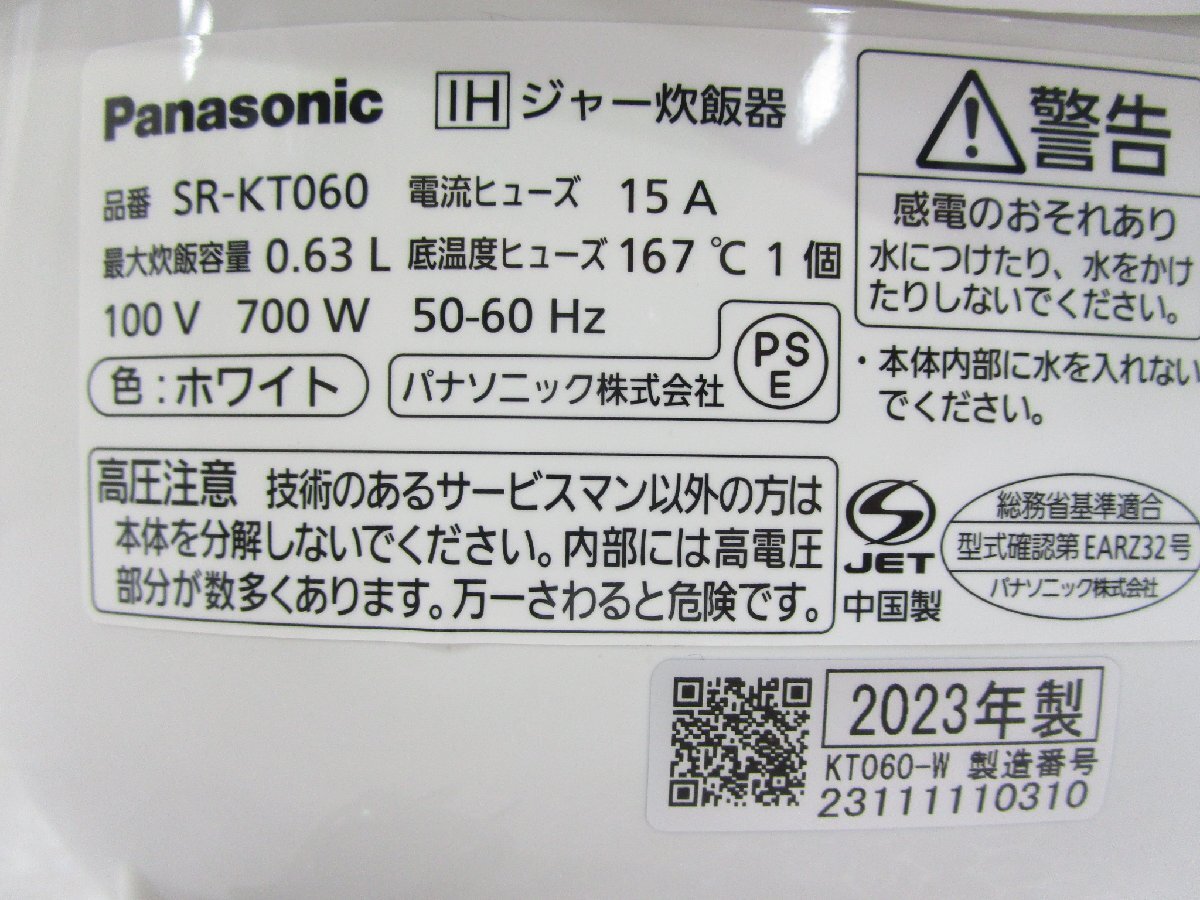 Panasonic IHジャー炊飯器
品番 SR-KT060 電流ヒューズ 15 A
最大炊飯容量 0.63 L 底温度ヒューズ 167 ℃ 1 個
100 V 700 W 50-60 Hz
色:ホワイト
パナソニック株式会社
PS
E
警告
感電のおそれあり
水につけたり、水をかけ
たりしないでください。
・本体内部に水を入れない
でください。
高圧注意 技術のあるサービスマン以外の方は
本体を分解しないでください。内部には高電圧
部分が数多くあります。万一さわると危険です。
JET
中国製
総務省基準適合
型式確認第EARZ32号
パナソニック株式会社
2023年製
KT060-W 製造番号
23111110310